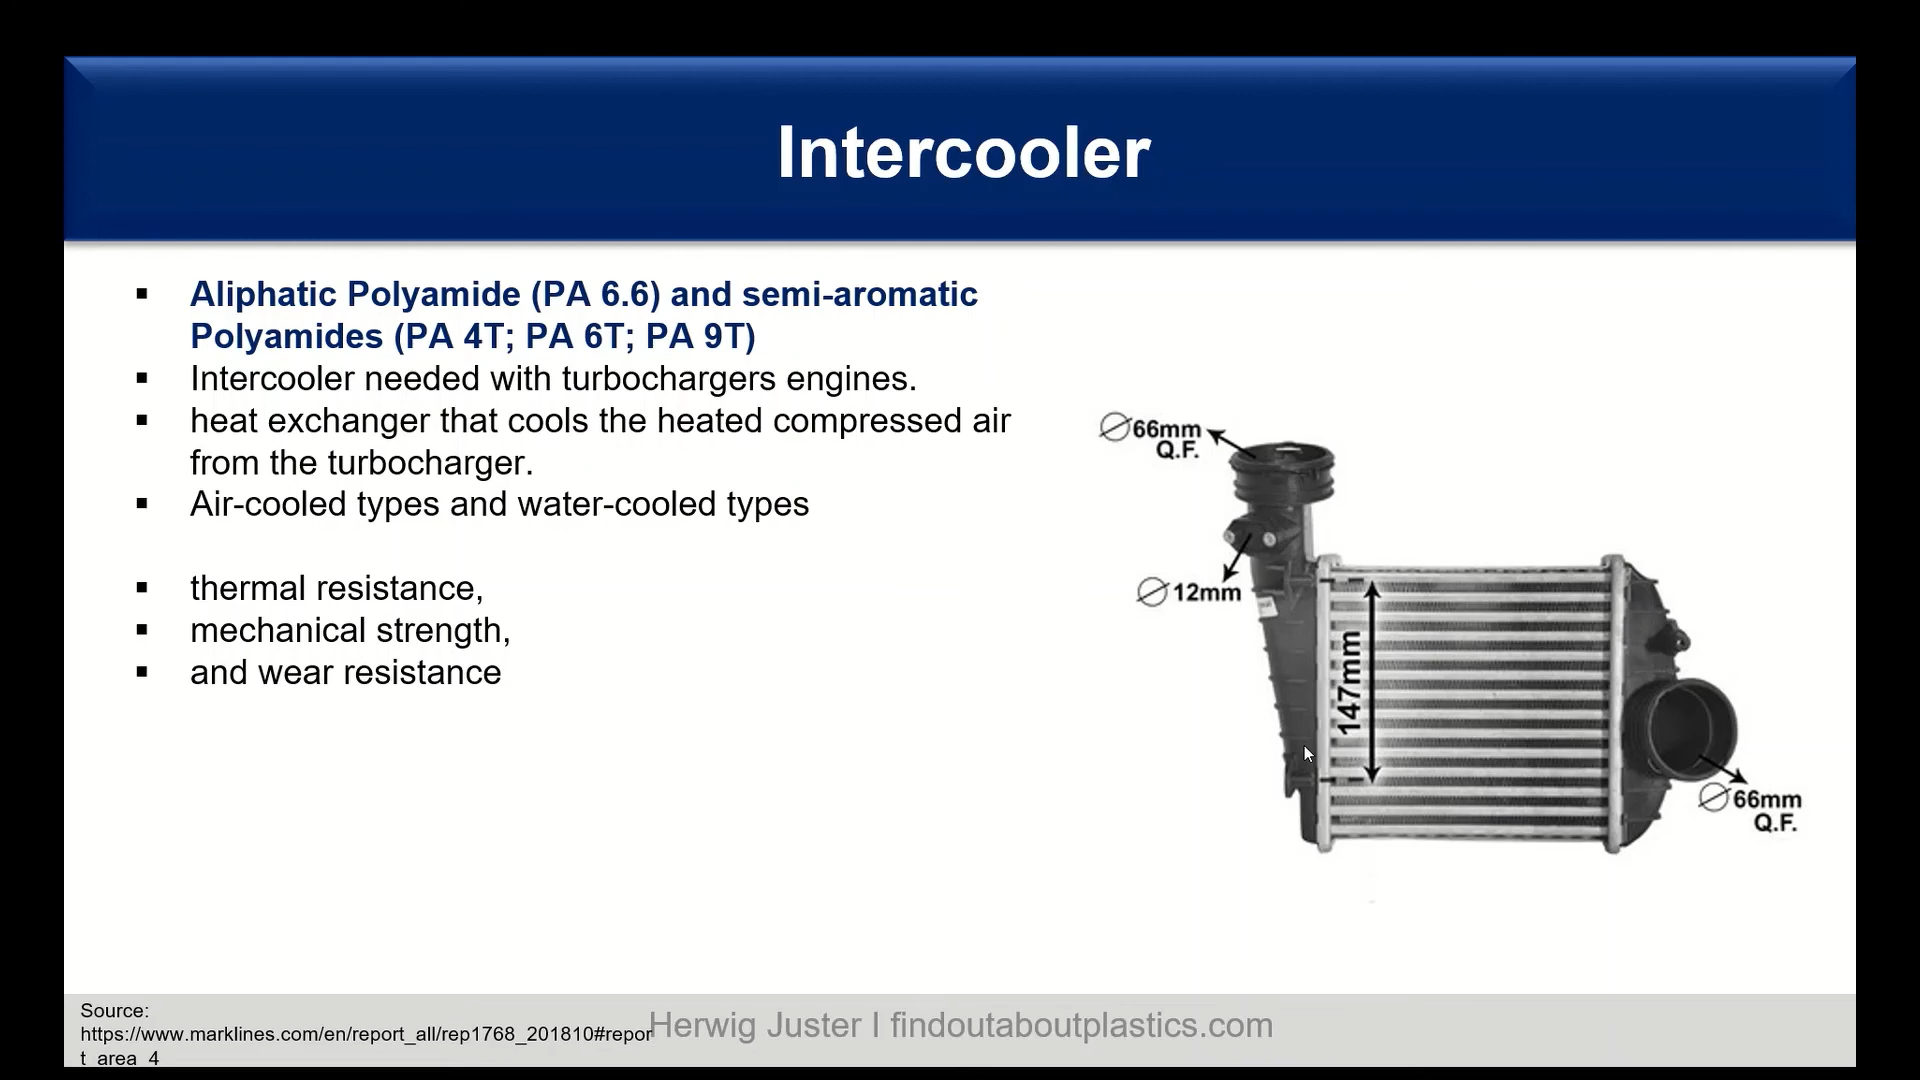 Intercooler
▪ Aliphatic Polyamide (PA 6.6) and semi-aromatic
Polyamides (PA 4T; PA 6T; PA 9T)
▪ Intercooler needed with turbochargers engines.
▪ heat exchanger that cools the heated compressed air
from the turbocharger.
▪ Air-cooled types and water-cooled types
▪ thermal resistance,
▪ mechanical strength,
▪ and wear resistance
∅66mm
Q.F.
∅12mm
147mm
∅66mm
Q.F.
Source:
https://www.marklines.com/en/report_all/rep1768_201810#repor
t_area_4
Herwig Juster I findoutaboutplastics.com